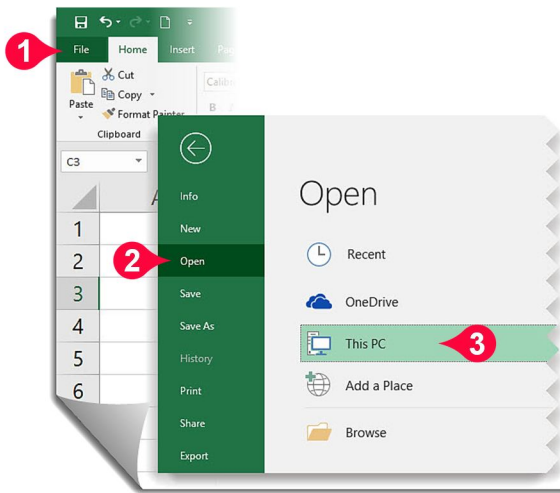 1
File Home Insert
Paste
Cut
Copy
Format Painter
Clipboard
Calibr
B
C3
1
2
3
4
5
6
Info
New
2
Open
Save
Save As
History
Print
Share
Export
Open
Recent
OneDrive
This PC
3
Add a Place
Browse